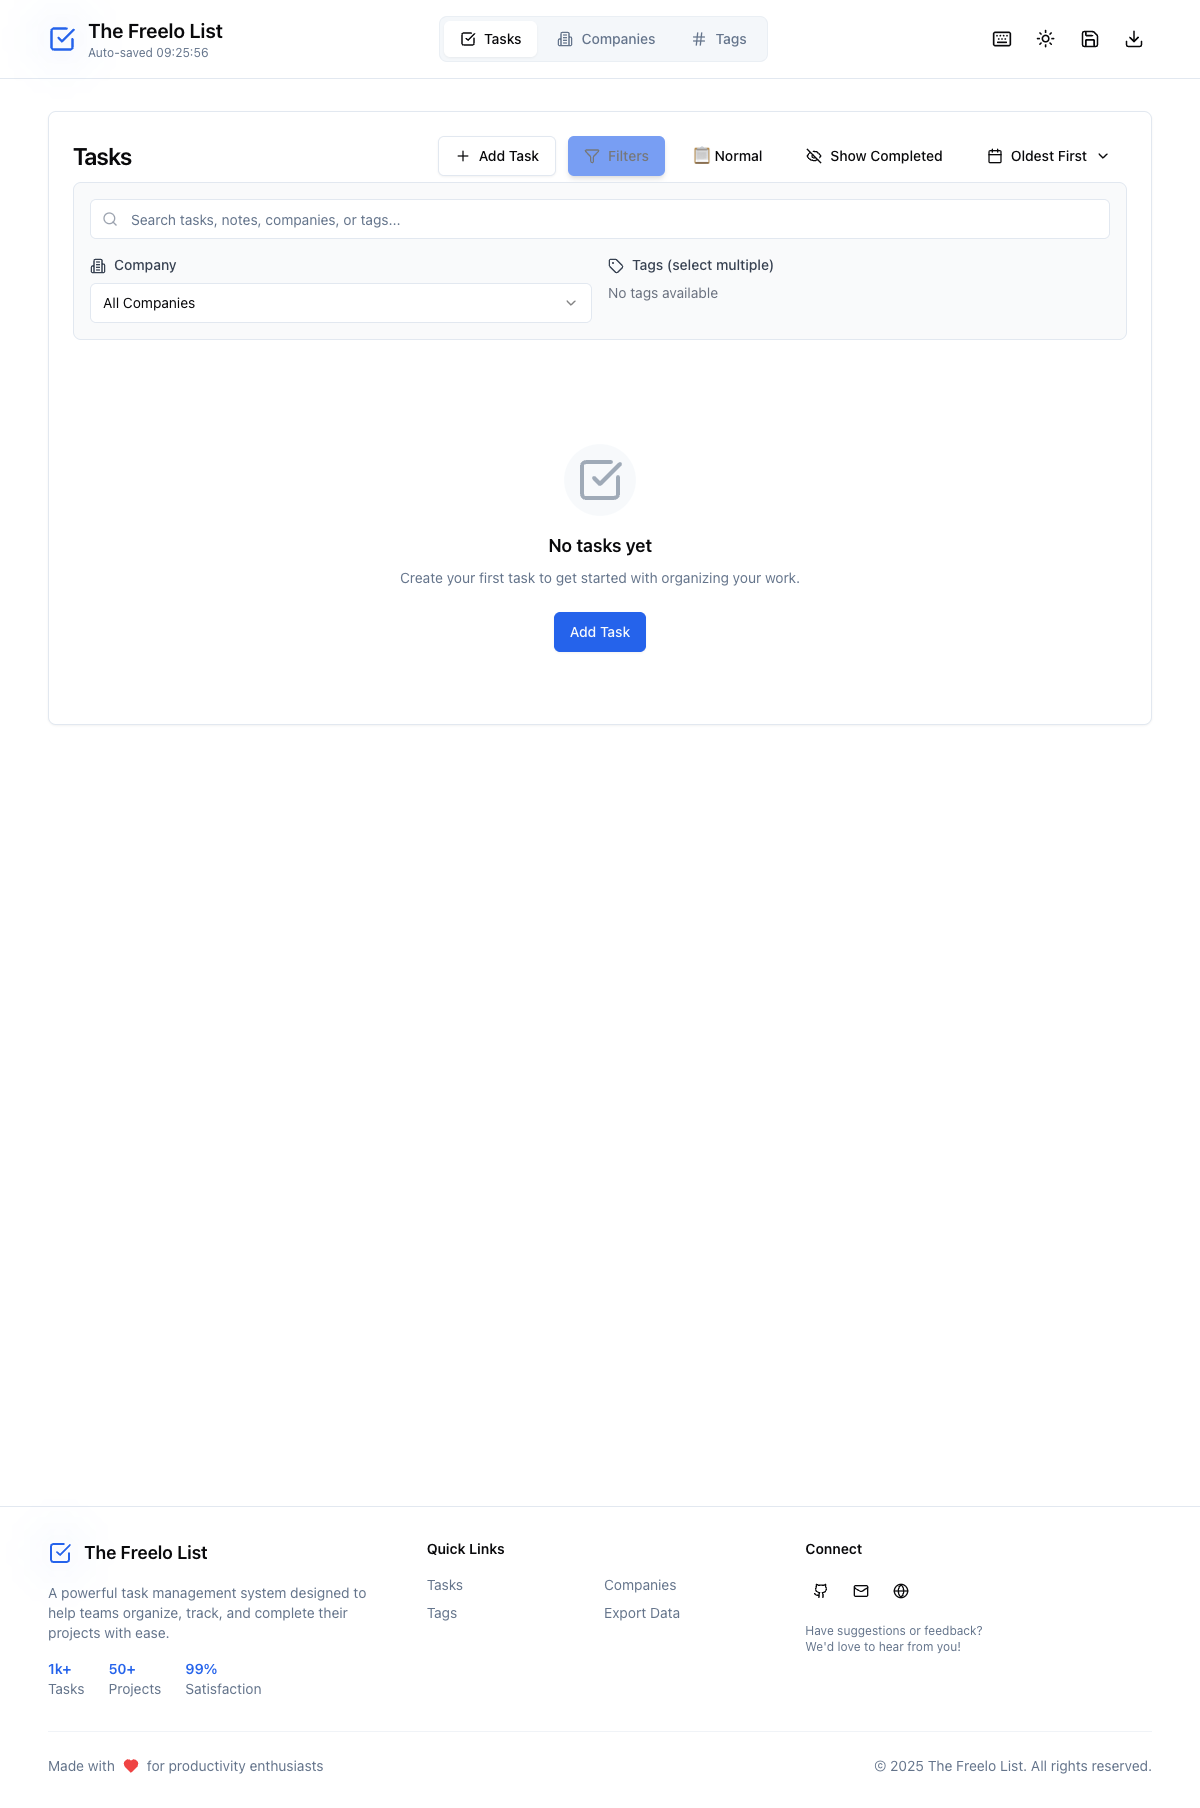 The Freelo List
Auto-saved 09:25:56
Tasks
Companies
Tags
Tasks
Add Task
Filters
Normal
Show Completed
Oldest First
Search tasks, notes, companies, or tags...
Company
Tags (select multiple)
All Companies
No tags available
No tasks yet
Create your first task to get started with organizing your work.
Add Task
The Freelo List
A powerful task management system designed to
help teams organize, track, and complete their
projects with ease.
1k+
Tasks
50+
Projects
99%
Satisfaction
Quick Links
Tasks
Companies
Tags
Export Data
Connect
Have suggestions or feedback?
We'd love to hear from you!
Made with ❤ for productivity enthusiasts
© 2025 The Freelo List. All rights reserved.